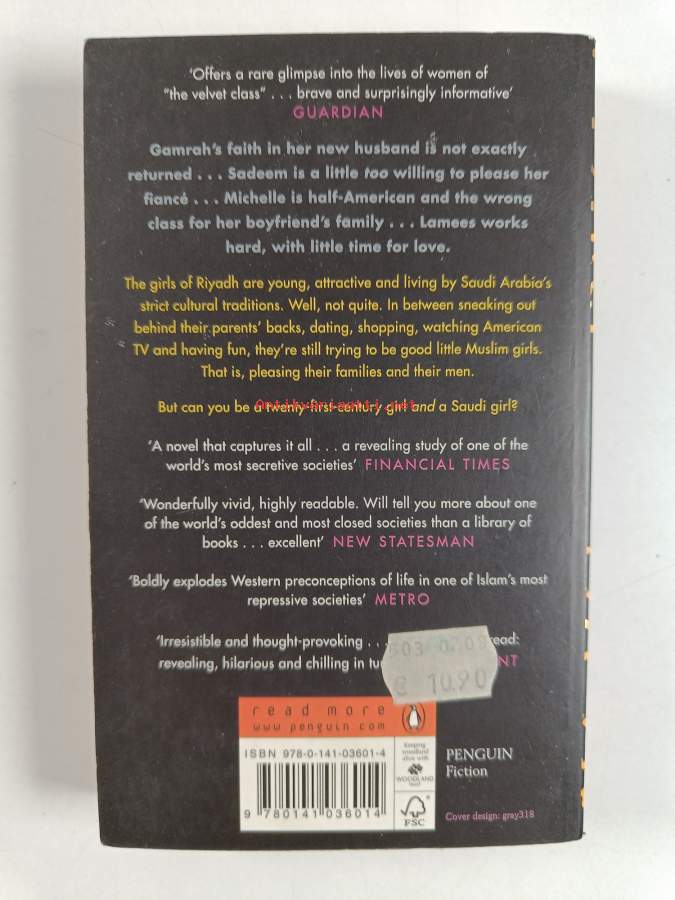 'Offers a rare glimpse into the lives of women of
"the velvet class" . . . brave and surprisingly informative'
GUARDIAN
Gamrah's faith in her new husband is not exactly
returned . . . Sadeem is a little too willing to please her
fiancé . . . Michelle is half-American and the wrong
class for her boyfriend's family . . . Lamees works
hard, with little time for love.
The girls of Riyadh are young, attractive and living by Saudi Arabia's
strict cultural traditions. Well, not quite. In between sneaking out
behind their parents' backs, dating, shopping, watching American
TV and having fun, they're still trying to be good little Muslim girls.
That is, pleasing their families and their men.
But can you be a twenty-first-century girl and a Saudi girl?
Antikvariaatti.net
'A novel that captures it all . . . a revealing study of one of the
world's most secretive societies' FINANCIAL TIMES
'Wonderfully vivid, highly readable. Will tell you more about one
of the world's oddest and most closed societies than a library of
books . . . excellent' NEW STATESMAN
'Boldly explodes Western preconceptions of life in one of Islam's most
repressive societies' METRO
'Irresistible and thought-provoking . . . read:
revealing, hilarious and chilling in
€ 10.90
read more
www.penguin.com
ISBN 978-0-141-03601-4
9 780141 036014
Keeping
woodland
alive with
WOODLAND
FSC
PENGUIN
Fiction
Cover design: gray318